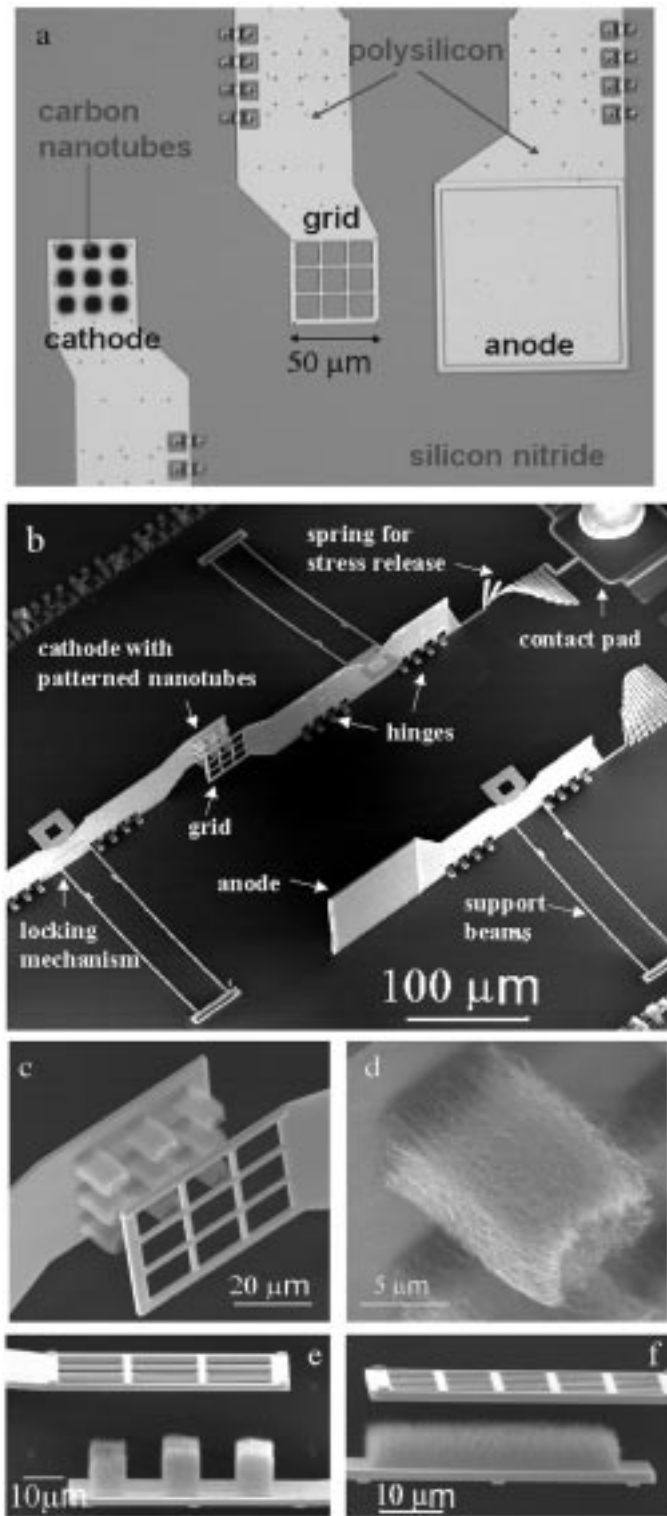 a
polysilicon
carbon
nanotubes
grid
cathode
50 μm
anode
silicon nitride
b
spring for
stress release
contact pad
cathode with
patterned nanotubes
hinges
grid
anode
locking
mechanism
support
beams
100 μm
c
20 μm
d
5 μm
e
10μm
f
10 μm